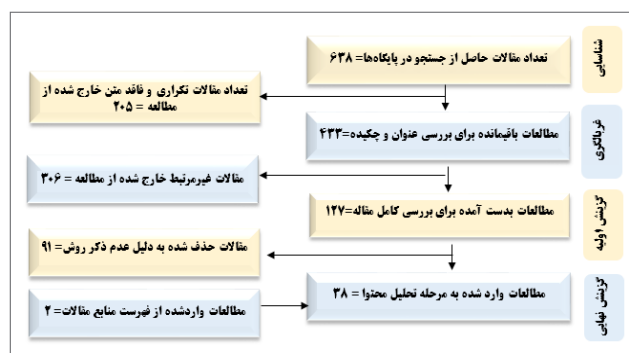 شناسایی
تعداد مقالات حاصل از جستجو در پایگاه‌ها= ۶۳۸
تعداد مقالات تکراری و فاقد متن خارج شده از
مطالعه = ۲۰۵
غربالگری
مطالعات باقیمانده برای بررسی عنوان و چکیده=۴۳۳
مقالات غیرمرتبط خارج شده از مطالعه = ۳۰۶
گزینش اولیه
مطالعات بدست آمده برای بررسی کامل مقاله=۱۲۷
مقالات حذف شده به دلیل عدم ذکر روش= ۹۱
گزینش نهایی
مطالعات وارد شده به مرحله تحلیل محتوا = ۳۸
مطالعات واردشده از فهرست منابع مقالات= ۲